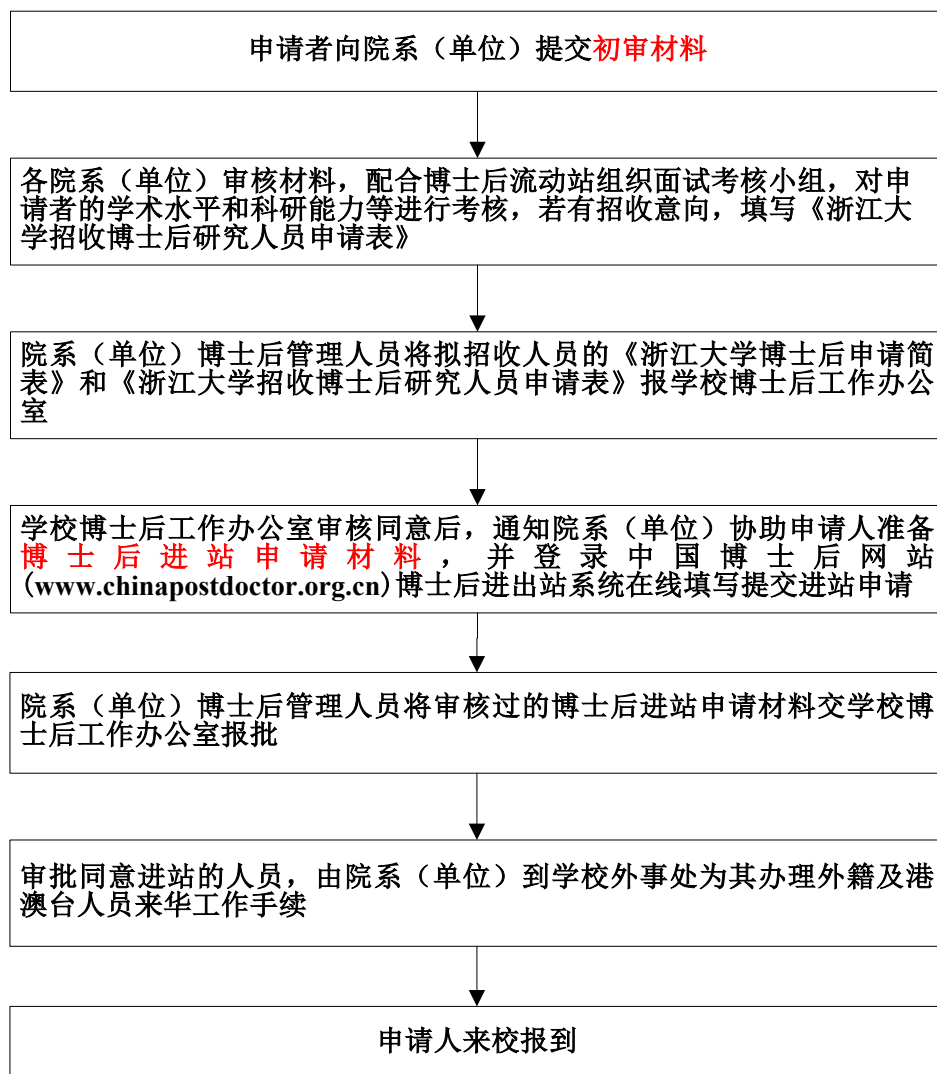 申请者向院系（单位）提交初审材料
各院系（单位）审核材料，配合博士后流动站组织面试考核小组，对申
请者的学术水平和科研能力等进行考核，若有招收意向，填写《浙江大
学招收博士后研究人员申请表》
院系（单位）博士后管理人员将拟招收人员的《浙江大学博士后申请简
表》和《浙江大学招收博士后研究人员申请表》报学校博士后工作办公
室
学校博士后工作办公室审核同意后，通知院系（单位）协助申请人准备
博士后进站申请材料，并登录中国博士后网站
(www.chinapostdoctor.org.cn)博士后进出站系统在线填写提交进站申请
院系（单位）博士后管理人员将审核过的博士后进站申请材料交学校博
士后工作办公室报批
审批同意进站的人员，由院系（单位）到学校外事处为其办理外籍及港
澳台人员来华工作手续
申请人来校报到